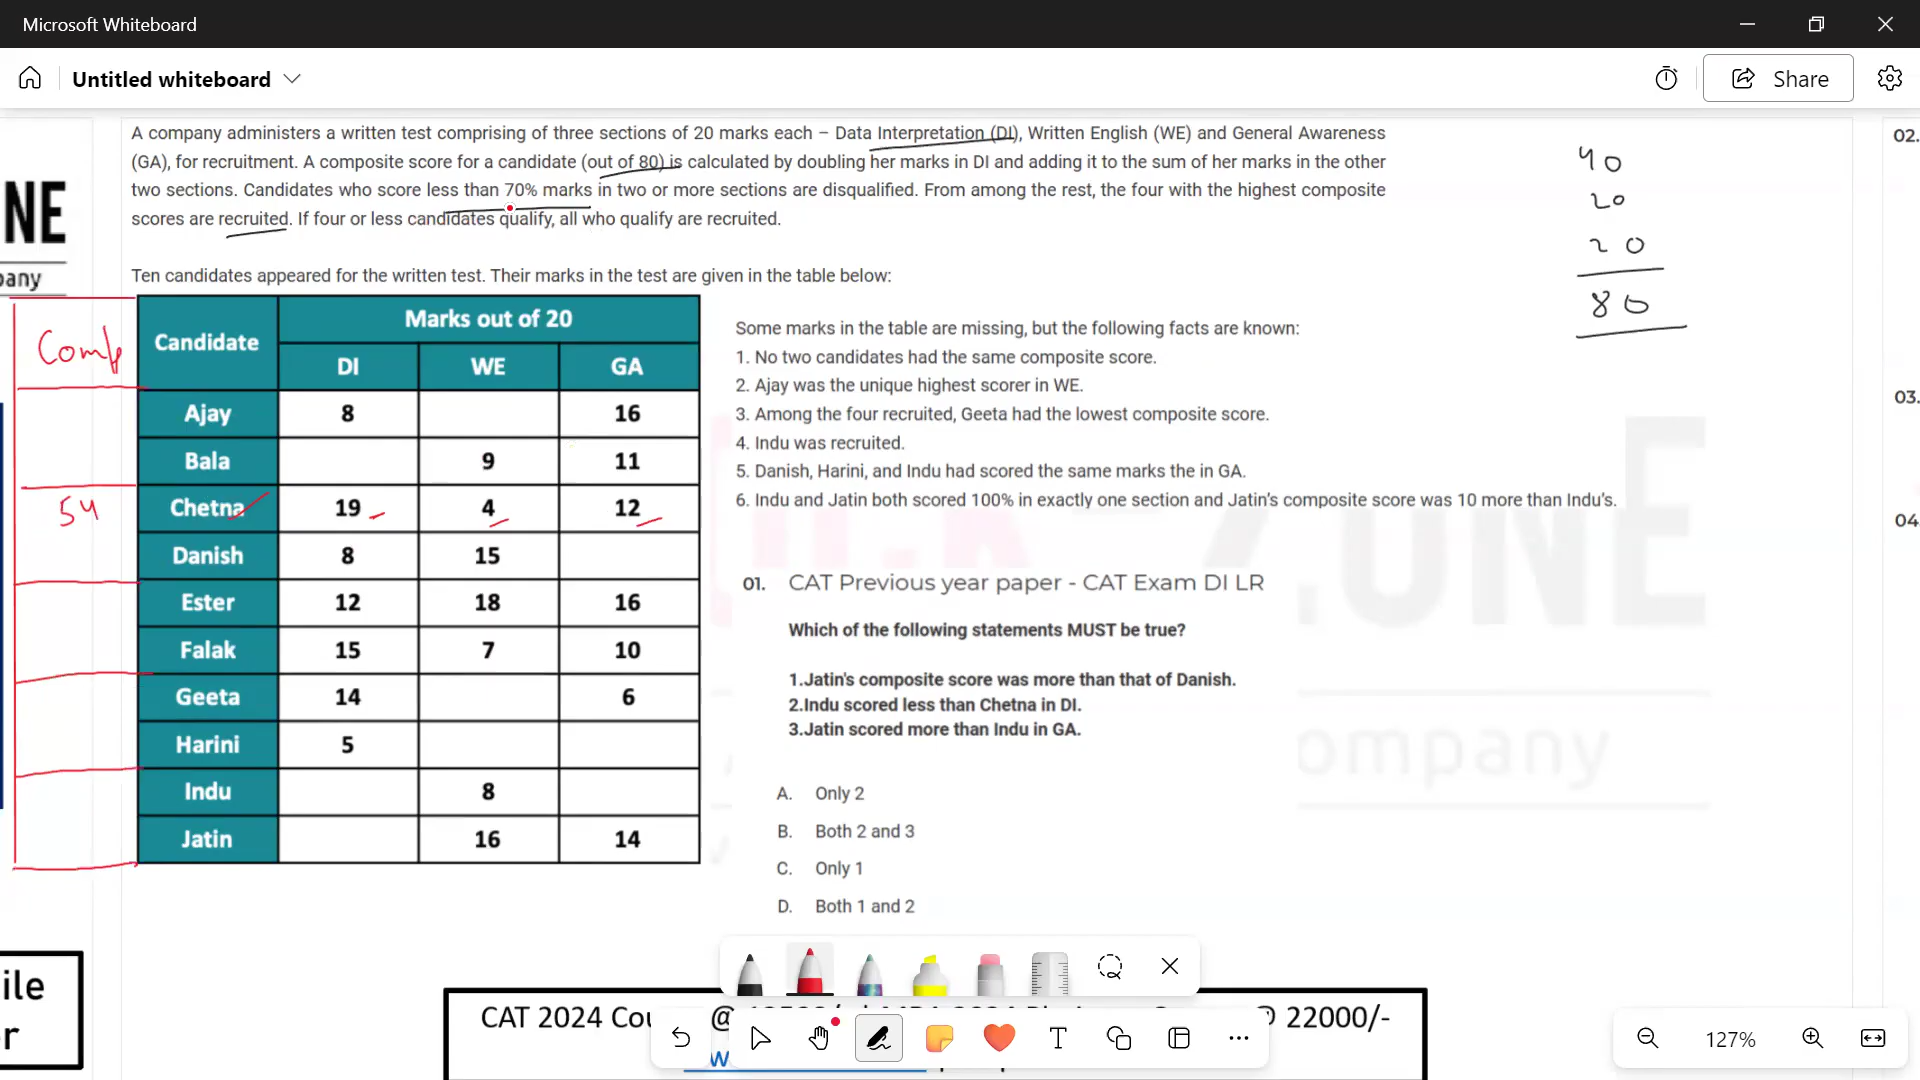 Microsoft Whiteboard
Untitled whiteboard
Share
A company administers a written test comprising of three sections of 20 marks each – Data Interpretation (DI), Written English (WE) and General Awareness
(GA), for recruitment. A composite score for a candidate (out of 80) is calculated by doubling her marks in DI and adding it to the sum of her marks in the other
two sections. Candidates who score less than 70% marks in two or more sections are disqualified. From among the rest, the four with the highest composite
scores are recruited. If four or less candidates qualify, all who qualify are recruited.
Ten candidates appeared for the written test. Their marks in the test are given in the table below:
40
20
20
80
02.
03.
04.
NE
pany
Comp
Candidate
Marks out of 20
DI WE GA
Ajay 8 16
Bala 9 11
54 Chetna 19 4 12
Danish 8 15
Ester 12 18 16
Falak 15 7 10
Geeta 14 6
Harini 5
Indu 8
Jatin 16 14
Some marks in the table are missing, but the following facts are known:
1. No two candidates had the same composite score.
2. Ajay was the unique highest scorer in WE.
3. Among the four recruited, Geeta had the lowest composite score.
4. Indu was recruited.
5. Danish, Harini, and Indu had scored the same marks the in GA.
6. Indu and Jatin both scored 100% in exactly one section and Jatin's composite score was 10 more than Indu's.
01. CAT Previous year paper - CAT Exam DI LR
Which of the following statements MUST be true?
1.Jatin's composite score was more than that of Danish.
2.Indu scored less than Chetna in DI.
3.Jatin scored more than Indu in GA.
A. Only 2
B. Both 2 and 3
C. Only 1
D. Both 1 and 2
ZONE
ompany
ile
r
CAT 2024 Cou
22000/-
w
127%